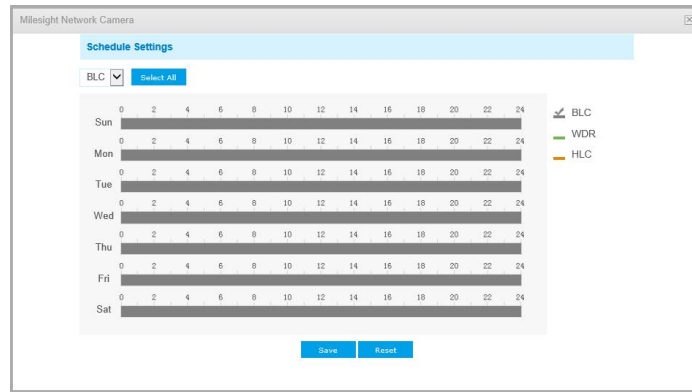 Milesight Network Camera
Schedule Settings
BLC Select All
0 2 4 6 8 10 12 14 16 18 20 22 24
Sun
BLC
0 2 4 6 8 10 12 14 16 18 20 22 24
WDR
Mon
HLC
0 2 4 6 8 10 12 14 16 18 20 22 24
Tue
0 2 4 6 8 10 12 14 16 18 20 22 24
Wed
0 2 4 6 8 10 12 14 16 18 20 22 24
Thu
0 2 4 6 8 10 12 14 16 18 20 22 24
Fri
0 2 4 6 8 10 12 14 16 18 20 22 24
Sat
Save Reset